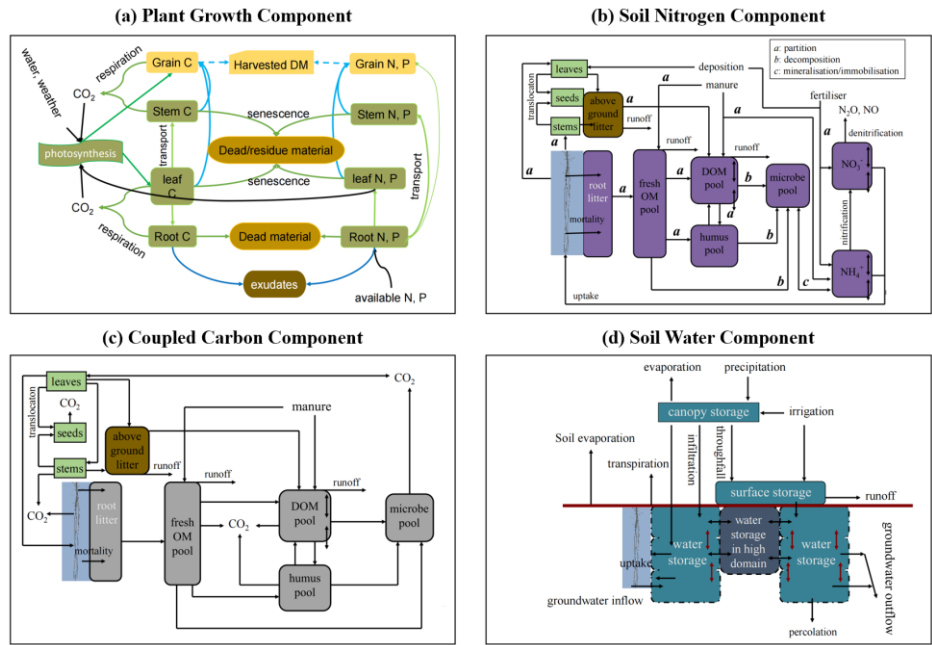 (a) Plant Growth Component
water, weather
respiration
Grain C
Harvested DM
Grain N, P
CO2
Stem C
senescence
Stem N, P
photosynthesis
transport
Dead/residue material
transport
leaf
C
senescence
leaf N, P
CO2
respiration
Root C
Dead material
Root N, P
exudates
available N, P
(b) Soil Nitrogen Component
a: partition
b: decomposition
c: mineralisation/immobilisation
leaves
deposition
translocaton
seeds
a
manure
a
fertiliser
above
ground
litter
a
N2O, NO
stems
runoff
denitrification
a
runoff
a
NO3-
a
root
litter
a
fresh
OM
pool
a
DOM
pool
b
microbe
pool
mortality
a
nitrification
a
humus
pool
b
NH4+
b
c
uptake
(c) Coupled Carbon Component
leaves
CO2
translocaton
CO2
seeds
manure
above
ground
litter
stems
runoff
runoff
CO2
root
litter
fresh
OM
pool
CO2
DOM
pool
microbe
pool
mortality
humus
pool
(d) Soil Water Component
evaporation
precipitation
canopy storage
irrigation
Soil evaporation
infiltration
throughfall
transpiration
surface storage
runoff
water
storage
water
storage
in high
domain
water
storage
uptake
groundwater inflow
groundwater outflow
percolation